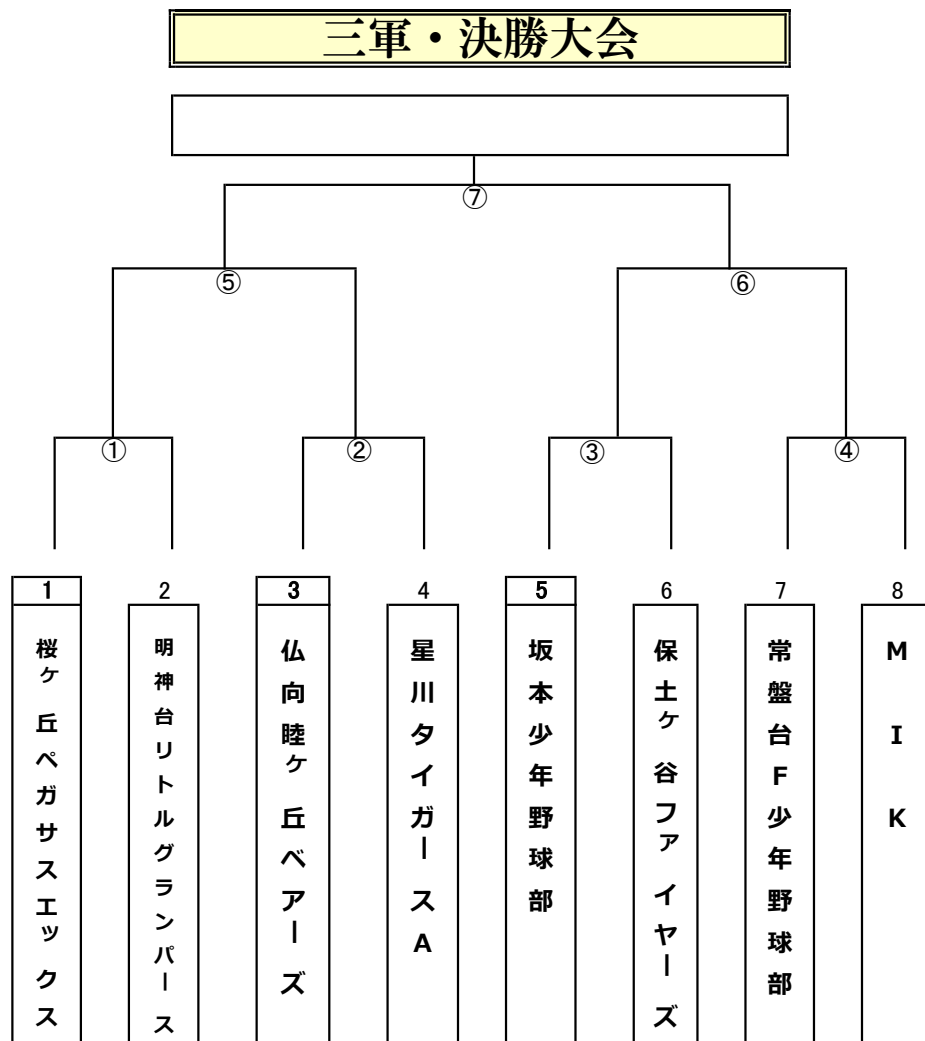 三軍・決勝大会
⑦
⑤
⑥
①
②
③
④
1
2
3
4
5
6
7
8
桜ヶ丘ペガサスエックス
明神台リトルグランパース
仏向睦ヶ丘ベアーズ
星川タイガースA
坂本少年野球部
保土ヶ谷ファイヤーズ
常盤台F少年野球部
MIK